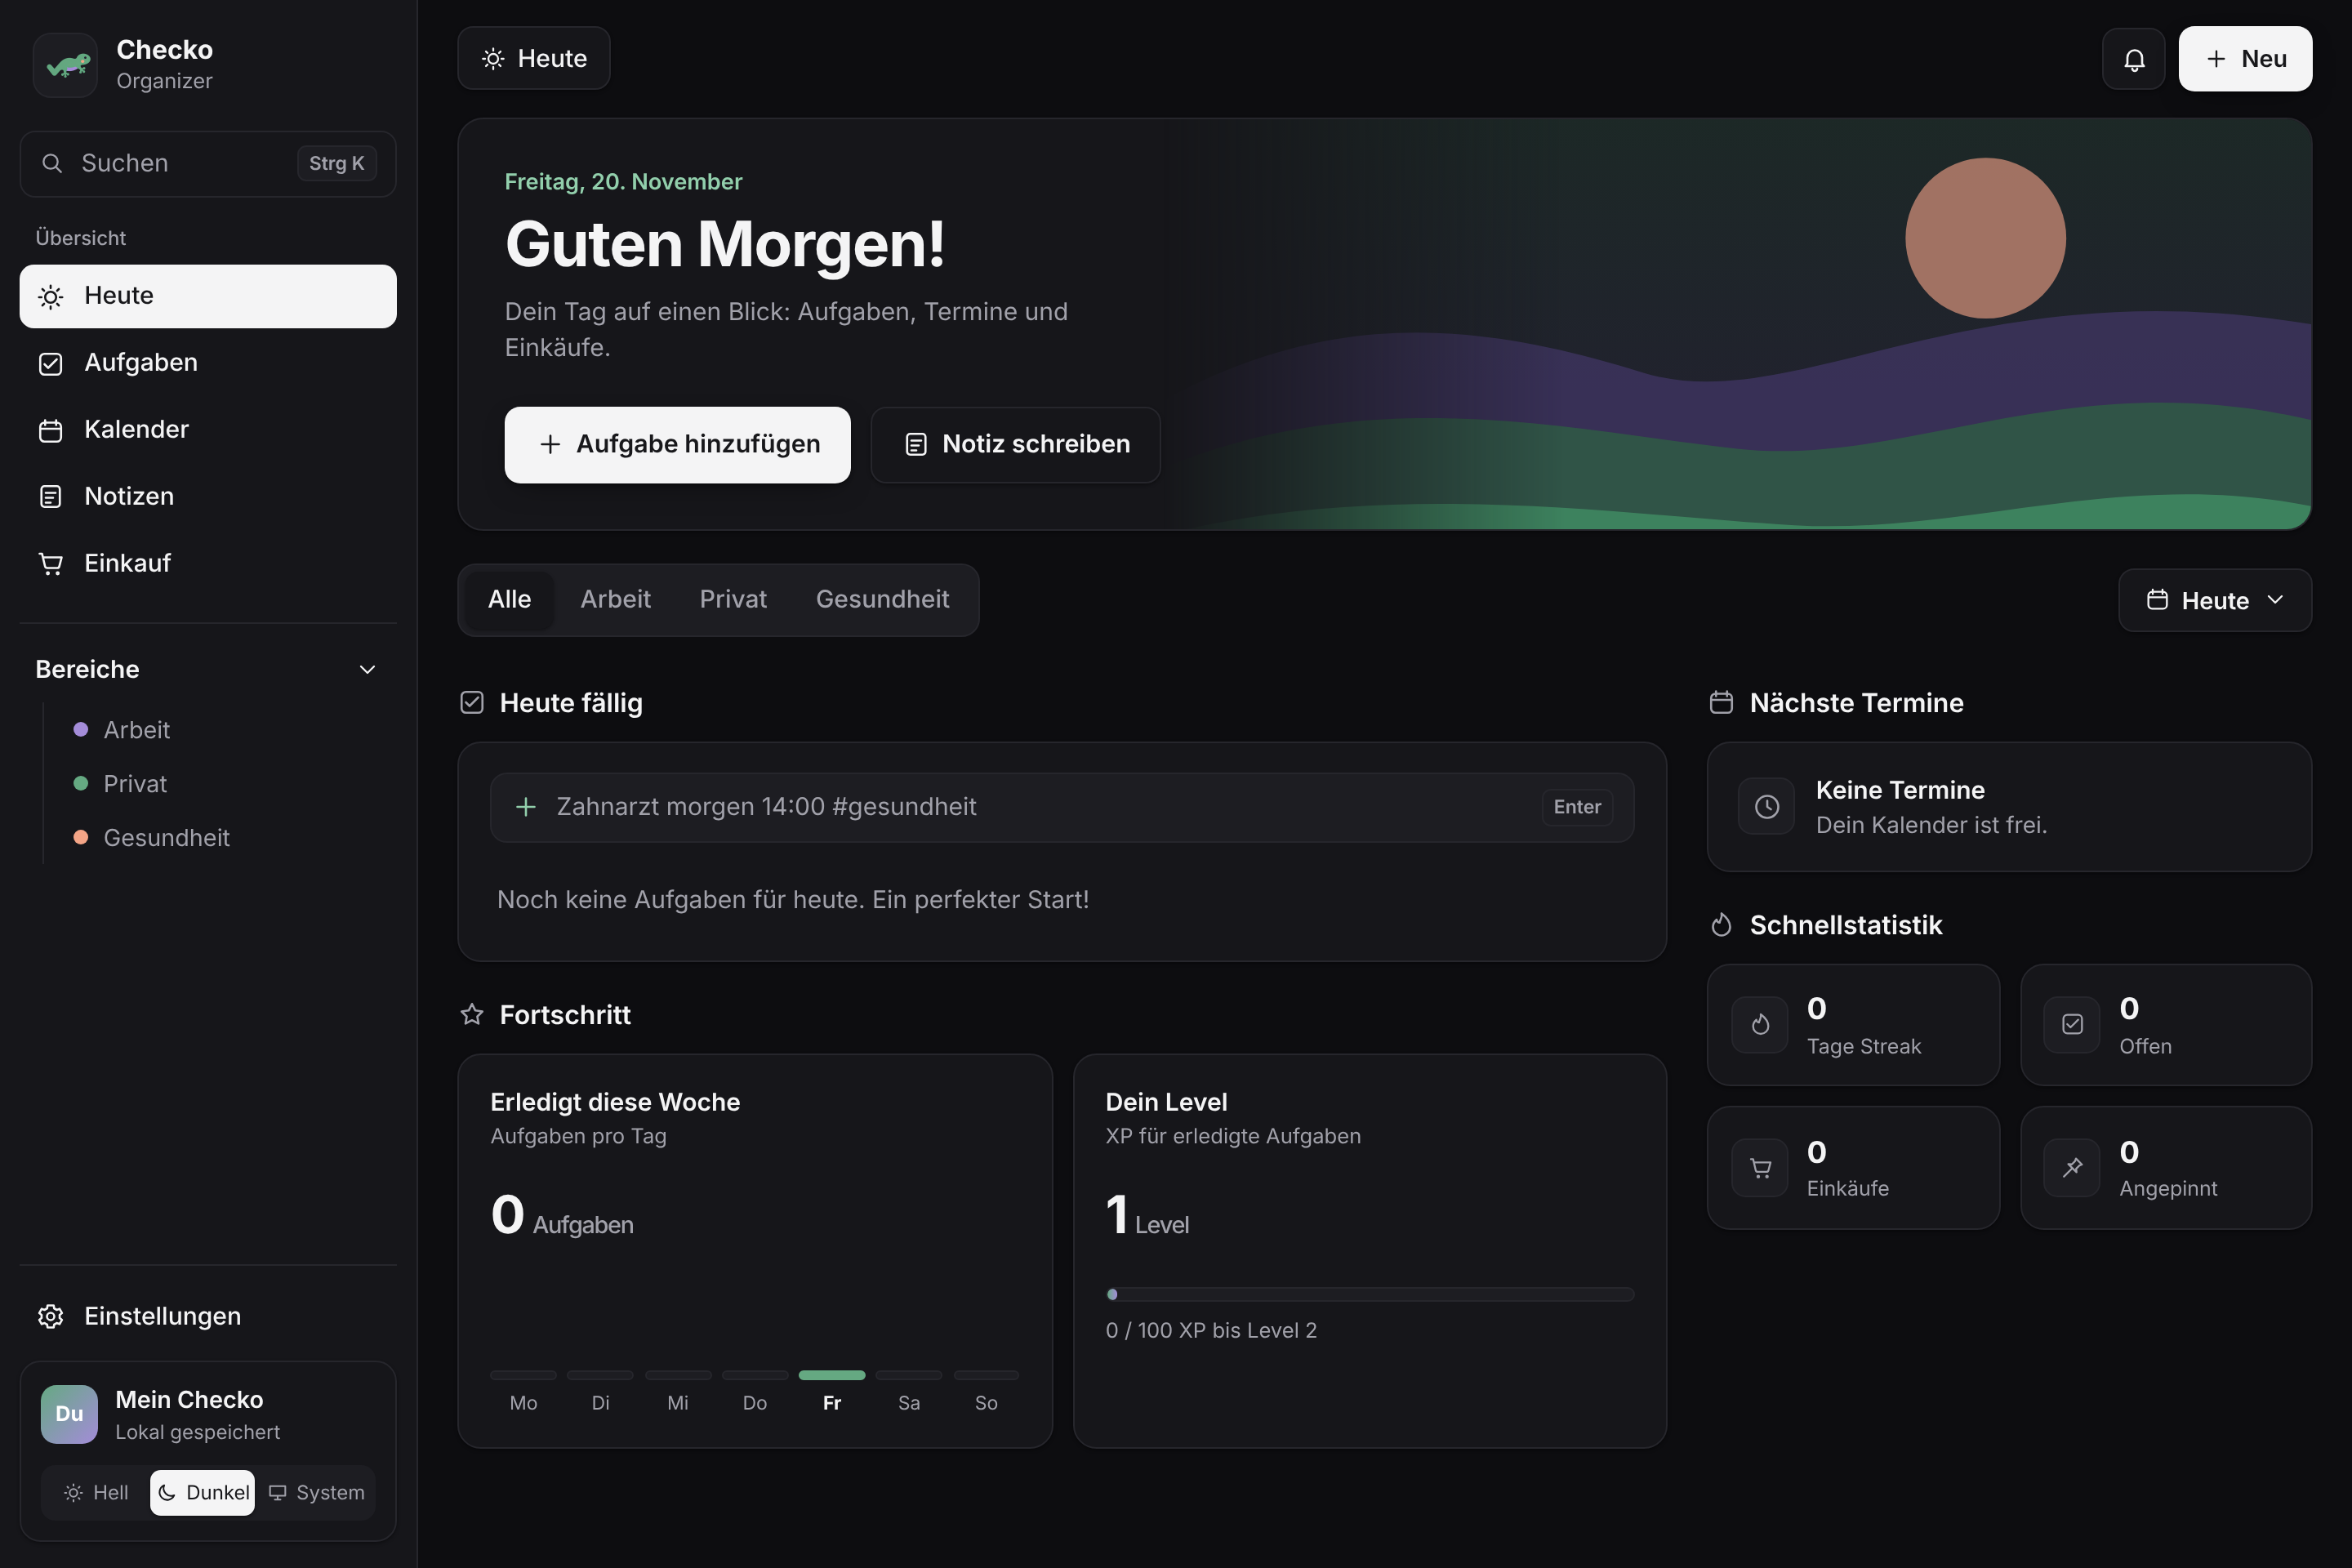 Checko
Organizer
Suchen
Strg K
Übersicht
Heute
Aufgaben
Kalender
Notizen
Einkauf
Bereiche
Arbeit
Privat
Gesundheit
Einstellungen
Du
Mein Checko
Lokal gespeichert
Hell
Dunkel
System
Heute
Neu
Freitag, 20. November
Guten Morgen!
Dein Tag auf einen Blick: Aufgaben, Termine und
Einkäufe.
Aufgabe hinzufügen
Notiz schreiben
Alle
Arbeit
Privat
Gesundheit
Heute
Heute fällig
Zahnarzt morgen 14:00 #gesundheit
Enter
Noch keine Aufgaben für heute. Ein perfekter Start!
Fortschritt
Erledigt diese Woche
Aufgaben pro Tag
0 Aufgaben
Mo Di Mi Do Fr Sa So
Dein Level
XP für erledigte Aufgaben
1 Level
0 / 100 XP bis Level 2
Nächste Termine
Keine Termine
Dein Kalender ist frei.
Schnellstatistik
0
Tage Streak
0
Offen
0
Einkäufe
0
Angepinnt